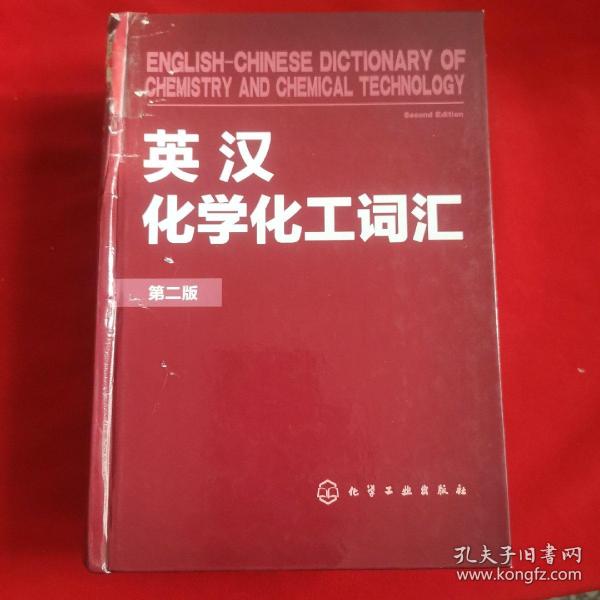 ENGLISH-CHINESE DICTIONARY OF
CHEMISTRY AND CHEMICAL TECHNOLOGY
Second Edition
英汉
化学化工词汇
第二版
化学工业出版社
孔夫子旧书网
www.kongfz.com